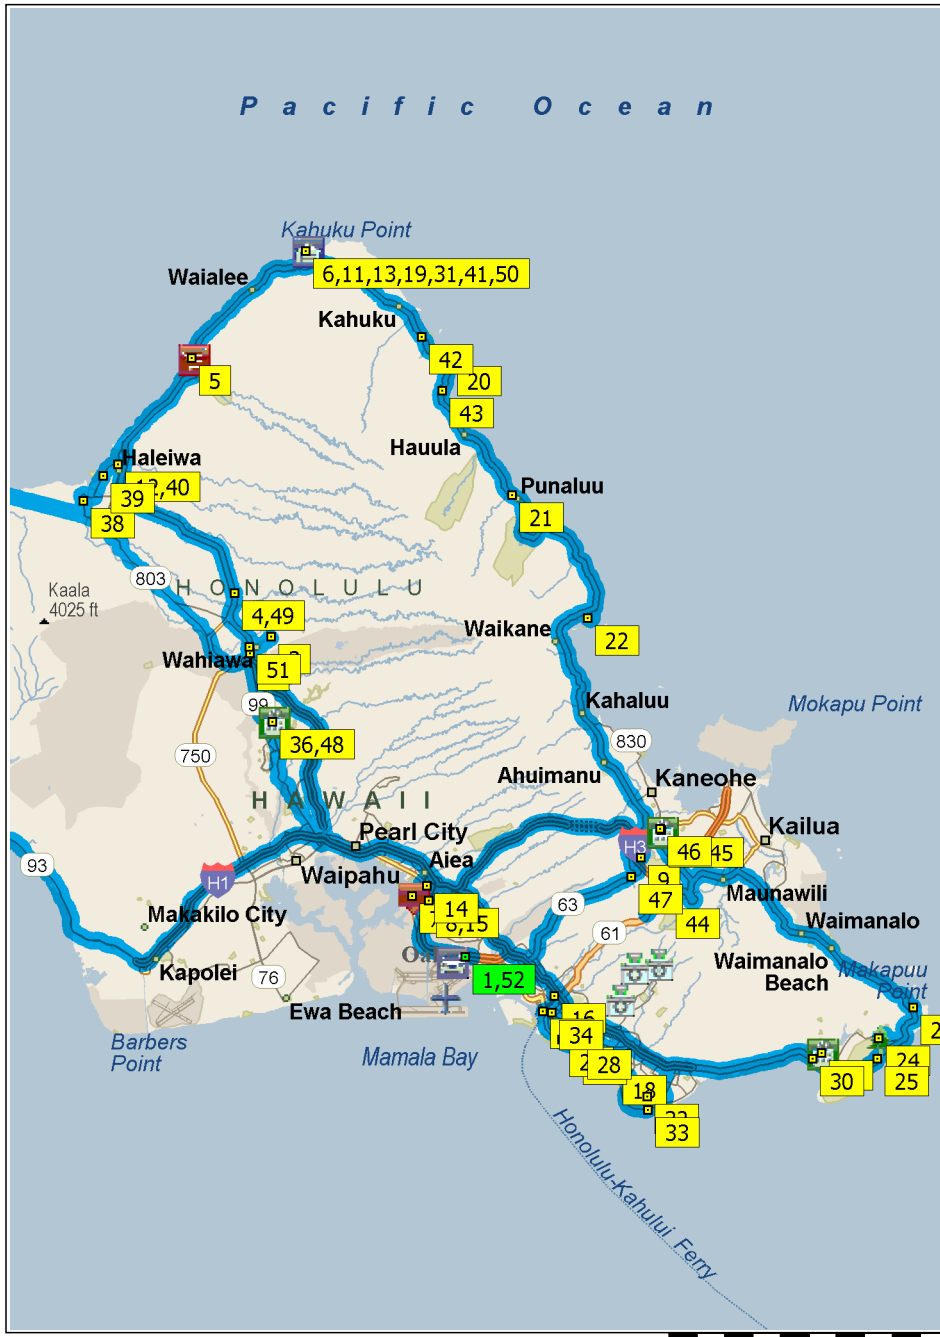 Pacific Ocean
Kahuku Point
Waialee
6,11,13,19,31,41,50
Kahuku
42
20
5
43
Hauula
Haleiwa
39
,40
Punaluu
38
21
803
HONOLULU
Kaala
4025 ft
4,49
Waikane
22
Wahiawa
51
99
Kahaluu
Mokapu Point
36,48
830
750
Ahuimanu
Kaneohe
HAWAII
Pearl City
Kailua
H3
46
45
Aiea
93
Waipahu
H1
9
Maunawili
47
14
63
Makakilo City
7
8,15
44
Waimanalo
61
Kapolei
76
1,52
Waimanalo
Beach
Makapuu
Point
Ewa Beach
16
34
Barbers
Point
Mamala Bay
28
24
30
25
18
33
Honolulu-Kahului Ferry